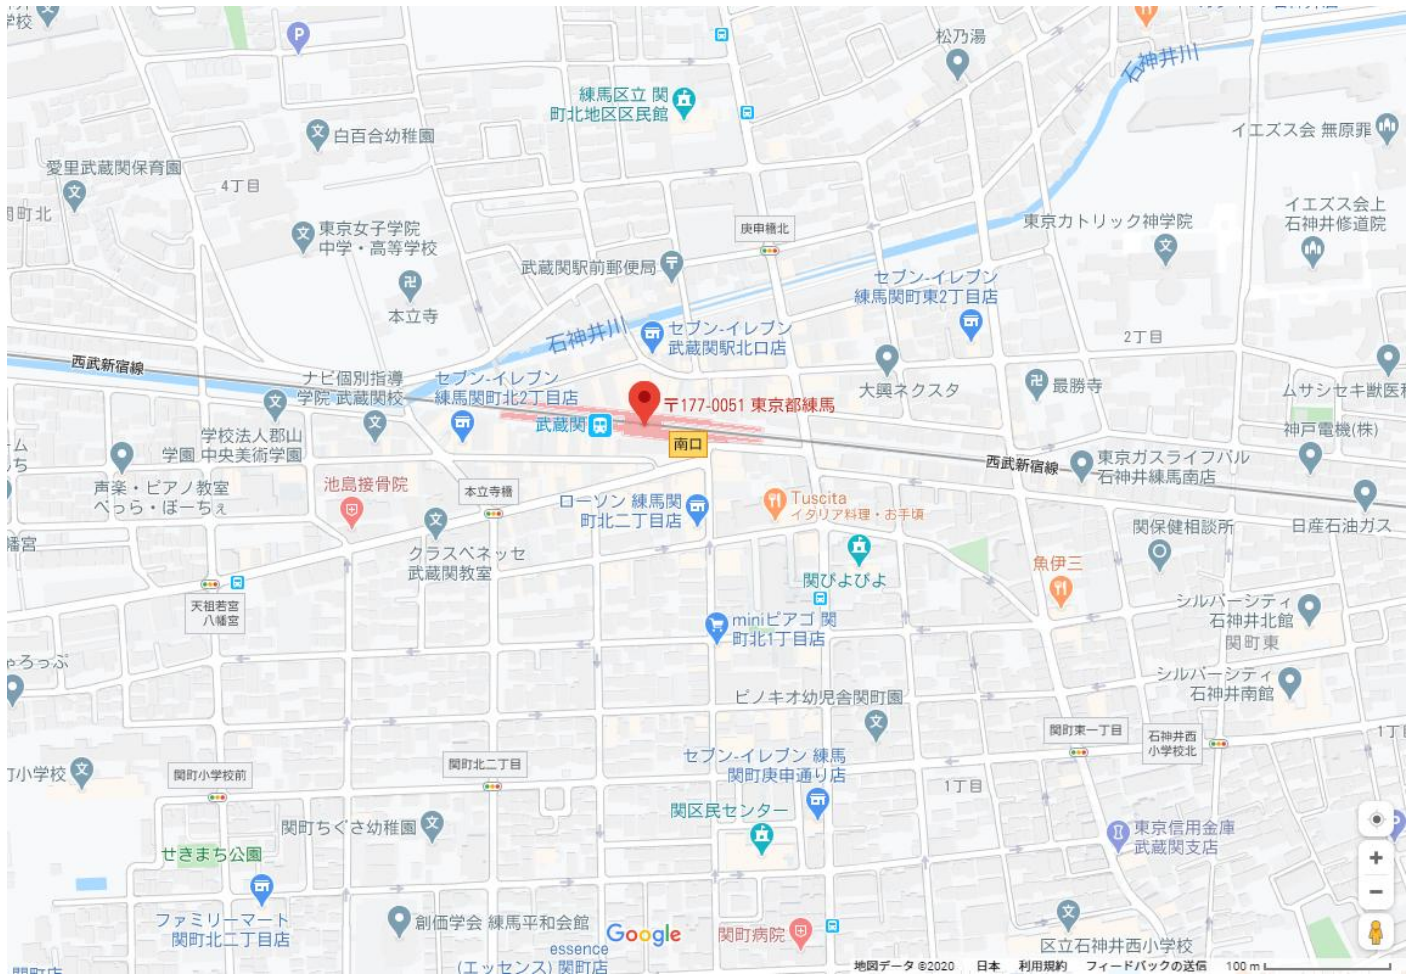 学校
松乃湯
石神井川
練馬区立 関
町北地区区民館
白百合幼稚園
イエズス会 無原罪
愛里武蔵関保育園
4丁目
関町北
東京女子学院
中学・高等学校
庚申橋北
東京カトリック神学院
イエズス会上
石神井修道院
武蔵関駅前郵便局
本立寺
セブン-イレブン
練馬関町東2丁目店
石神井川
セブン-イレブン
武蔵関駅北口店
2丁目
西武新宿線
ナビ個別指導
学院 武蔵関校
セブン-イレブン
練馬関町北2丁目店
大興ネクスタ
最勝寺
ムサシセキ獣医科
〒177-0051 東京都練馬
武蔵関
南口
学校法人郡山
学園 中央美術学園
神戸電機(株)
西武新宿線
東京ガスライフバル
石神井練馬南店
声楽・ピアノ教室
べっら・ぼーちぇ
池島接骨院
本立寺橋
ローソン 練馬関
町北二丁目店
Tuscita
イタリア料理・お手頃
関保健相談所
日産石油ガス
幡宮
クラスベネッセ
武蔵関教室
関ぴよぴよ
魚伊三
天祖若宮
八幡宮
シルバーシティ
石神井北館
関町東
miniピアゴ 関
町北1丁目店
ゃろっぷ
シルバーシティ
石神井南館
ピノキオ幼児舎関町園
関町東一丁目
石神井西
小学校北
1丁目
町小学校
関町小学校前
関町北二丁目
セブン-イレブン 練馬
関町庚申通り店
1丁目
関区民センター
関町ちぐさ幼稚園
東京信用金庫
武蔵関支店
せきまち公園
ファミリーマート
関町北二丁目店
創価学会 練馬平和会館
Google
関町病院
essence
(エッセンス) 関町店
区立石神井西小学校
地図データ ©2020 日本 利用規約 フィードバックの送信 100 m